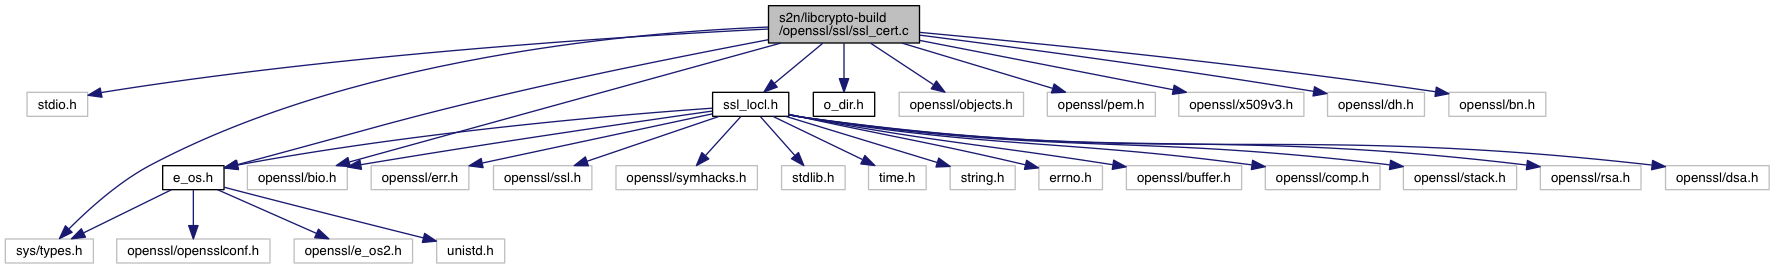 s2n/libcrypto-build
/openssl/ssl/ssl_cert.c
stdio.h
ssl_locl.h
o_dir.h
openssl/objects.h
openssl/pem.h
openssl/x509v3.h
openssl/dh.h
openssl/bn.h
e_os.h
openssl/bio.h
openssl/err.h
openssl/ssl.h
openssl/symhacks.h
stdlib.h
time.h
string.h
errno.h
openssl/buffer.h
openssl/comp.h
openssl/stack.h
openssl/rsa.h
openssl/dsa.h
sys/types.h
openssl/opensslconf.h
openssl/e_os2.h
unistd.h